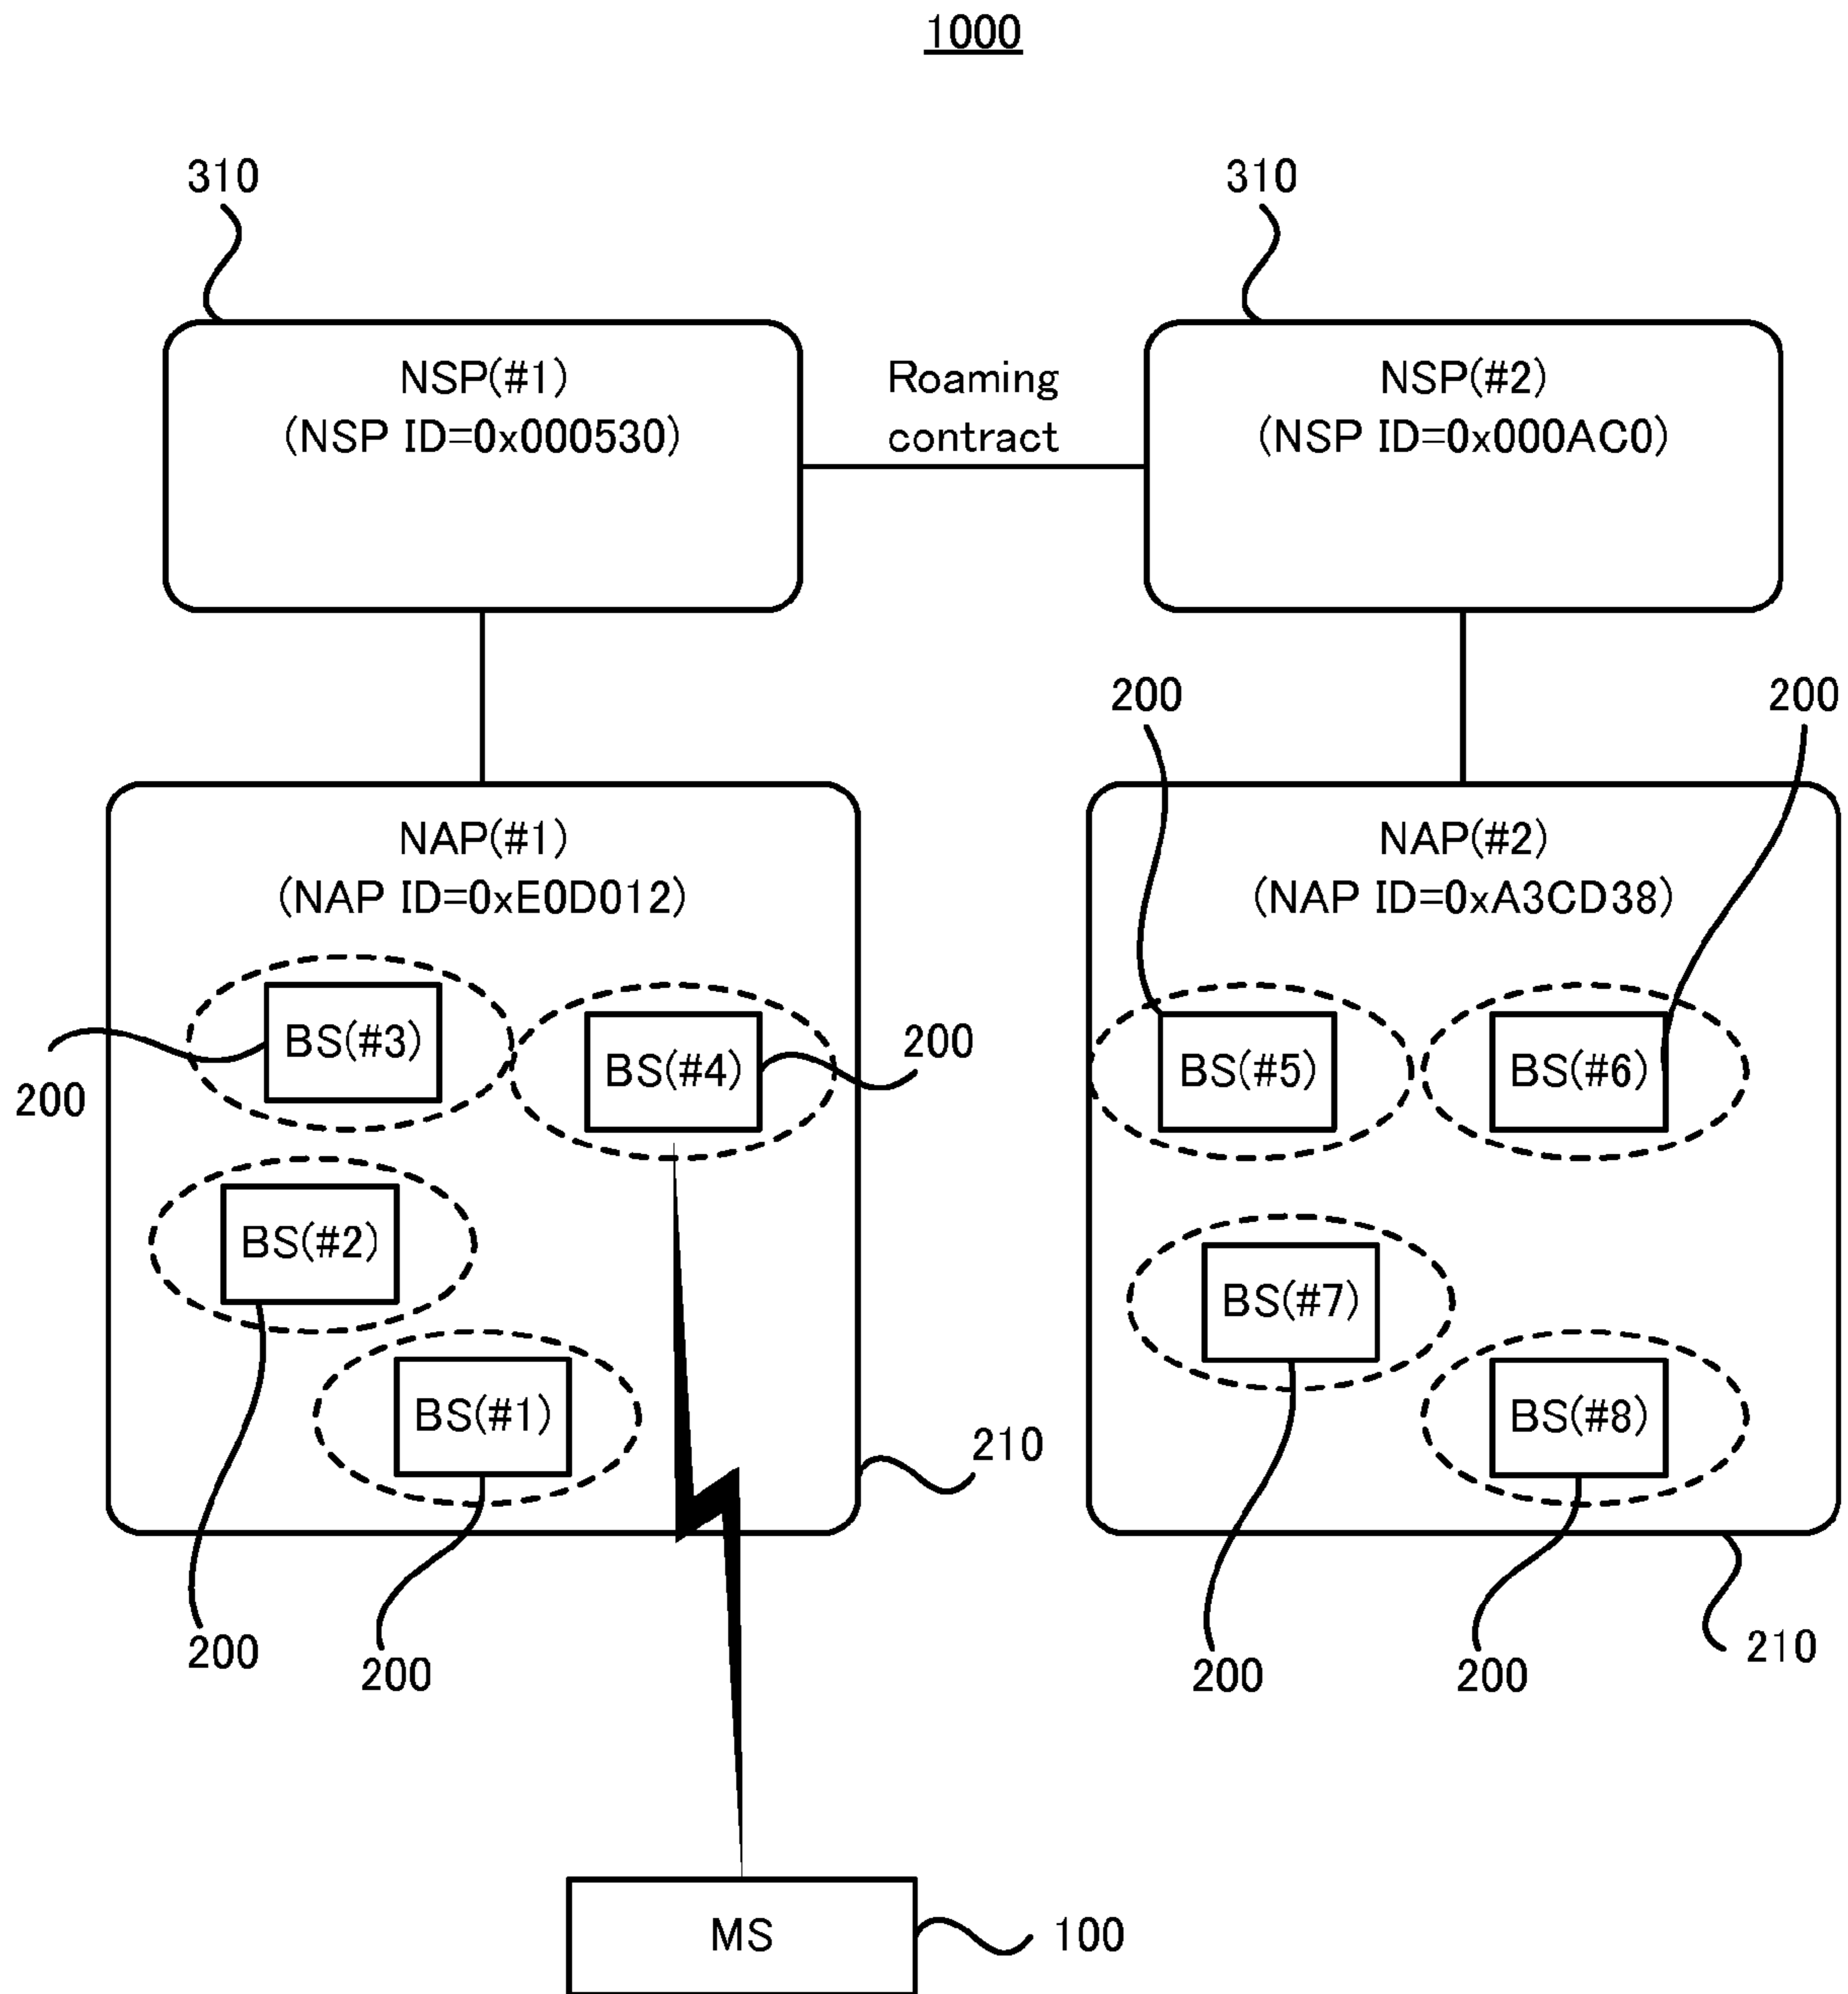 1000
310
310
NSP(#1)
(NSP ID=0x000530)
Roaming
contract
NSP(#2)
(NSP ID=0x000AC0)
200
200
NAP(#1)
(NAP ID=0xE0D012)
NAP(#2)
(NAP ID=0xA3CD38)
BS(#3)
BS(#4)
200
BS(#5)
BS(#6)
200
BS(#2)
BS(#7)
BS(#1)
BS(#8)
210
200
200
200
200
210
MS
100